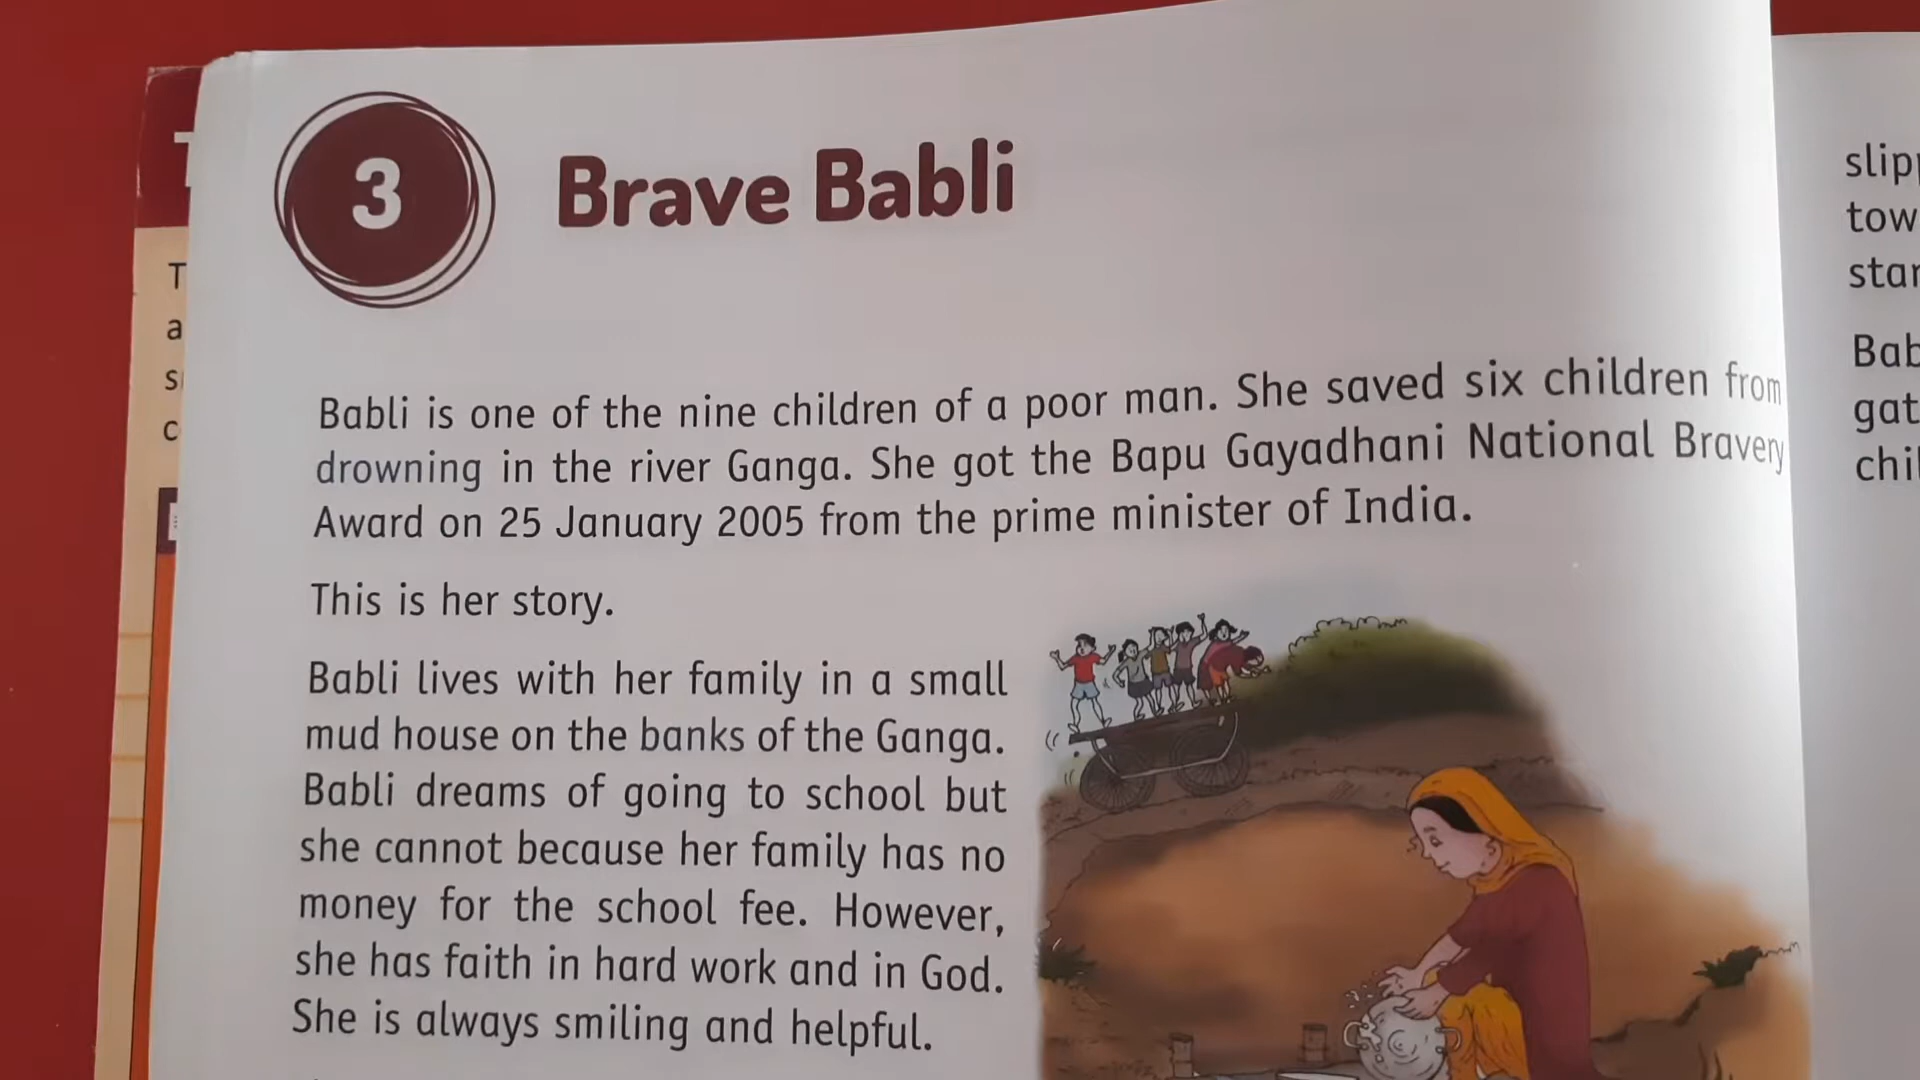 3
Brave Babli
Babli is one of the nine children of a poor man. She saved six children from
drowning in the river Ganga. She got the Bapu Gayadhani National Bravery
Award on 25 January 2005 from the prime minister of India.
This is her story.
Babli lives with her family in a small
mud house on the banks of the Ganga.
Babli dreams of going to school but
she cannot because her family has no
money for the school fee. However,
she has faith in hard work and in God.
She is always smiling and helpful.